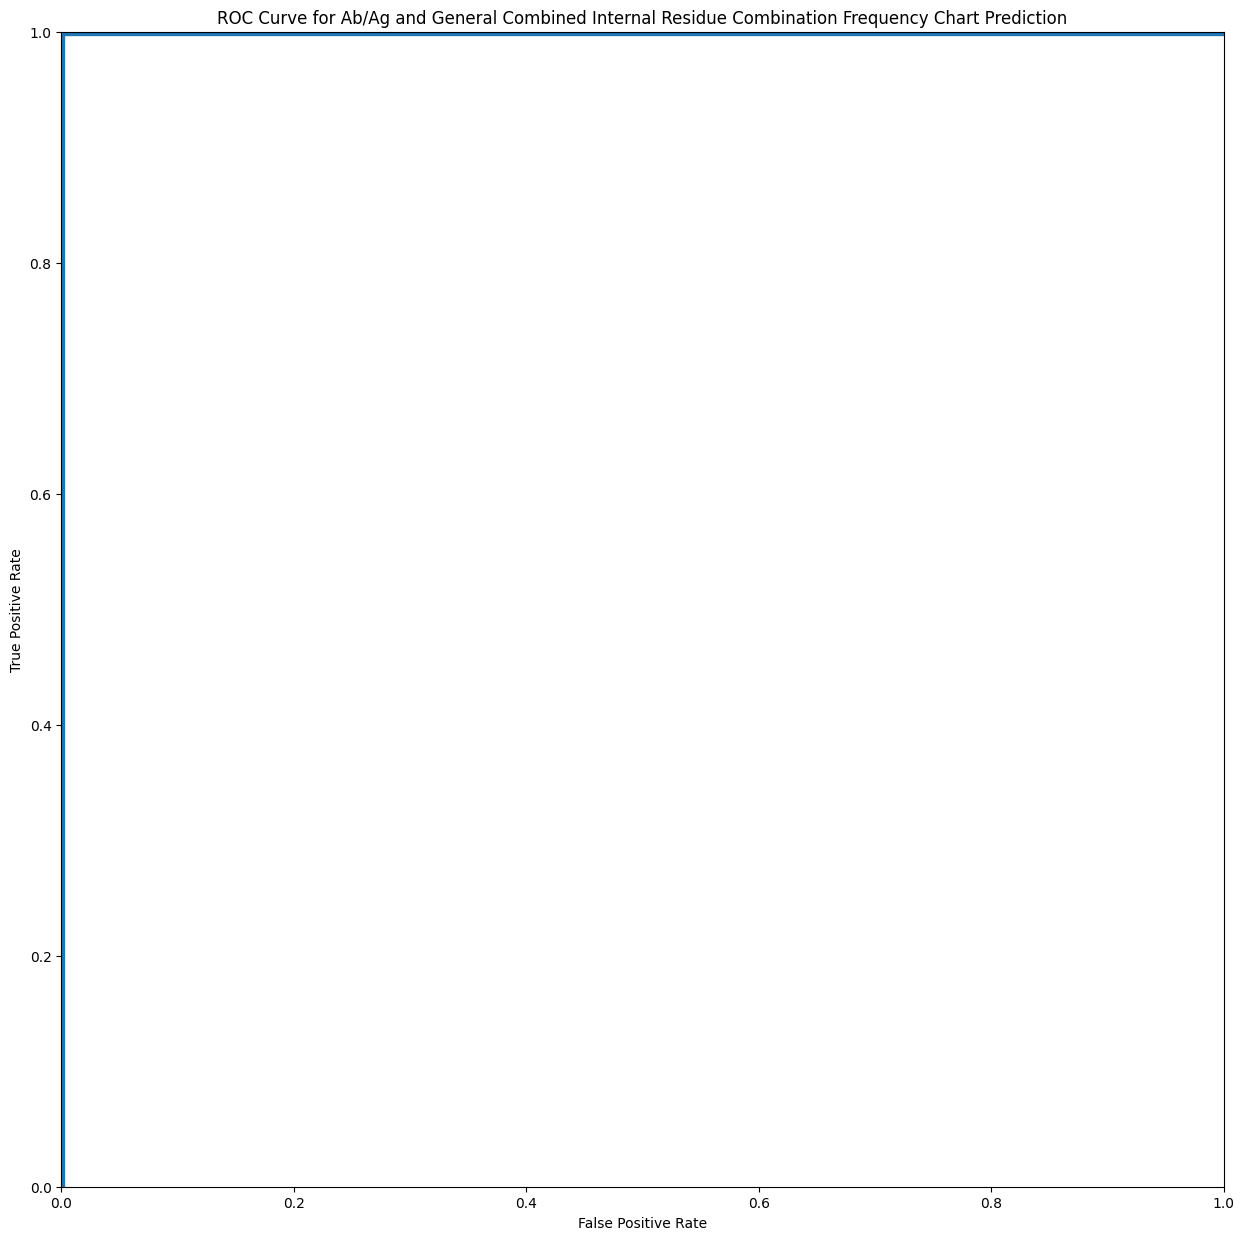 ROC Curve for Ab/Ag and General Combined Internal Residue Combination Frequency Chart Prediction
1.0
0.8
0.6
0.4
0.2
0.0
True Positive Rate
0.0 0.2 0.4 0.6 0.8 1.0
False Positive Rate